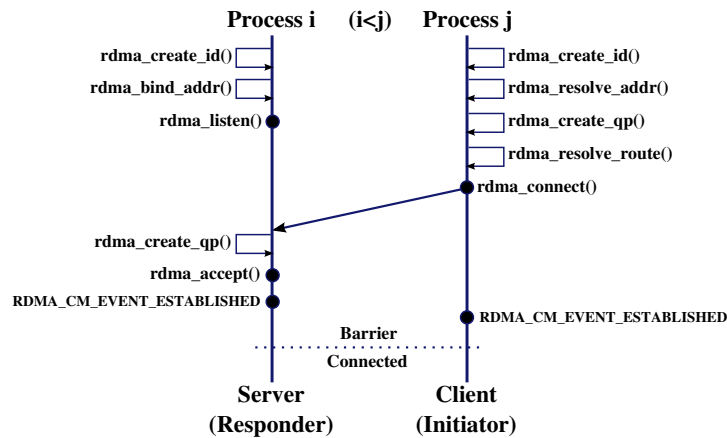 Process i (i<j) Process j
rdma_create_id() rdma_create_id()
rdma_bind_addr() rdma_resolve_addr()
rdma_listen() rdma_create_qp()
rdma_resolve_route()
rdma_connect()
rdma_create_qp()
rdma_accept()
RDMA_CM_EVENT_ESTABLISHED
RDMA_CM_EVENT_ESTABLISHED
Barrier
Connected
Server Client
(Responder) (Initiator)